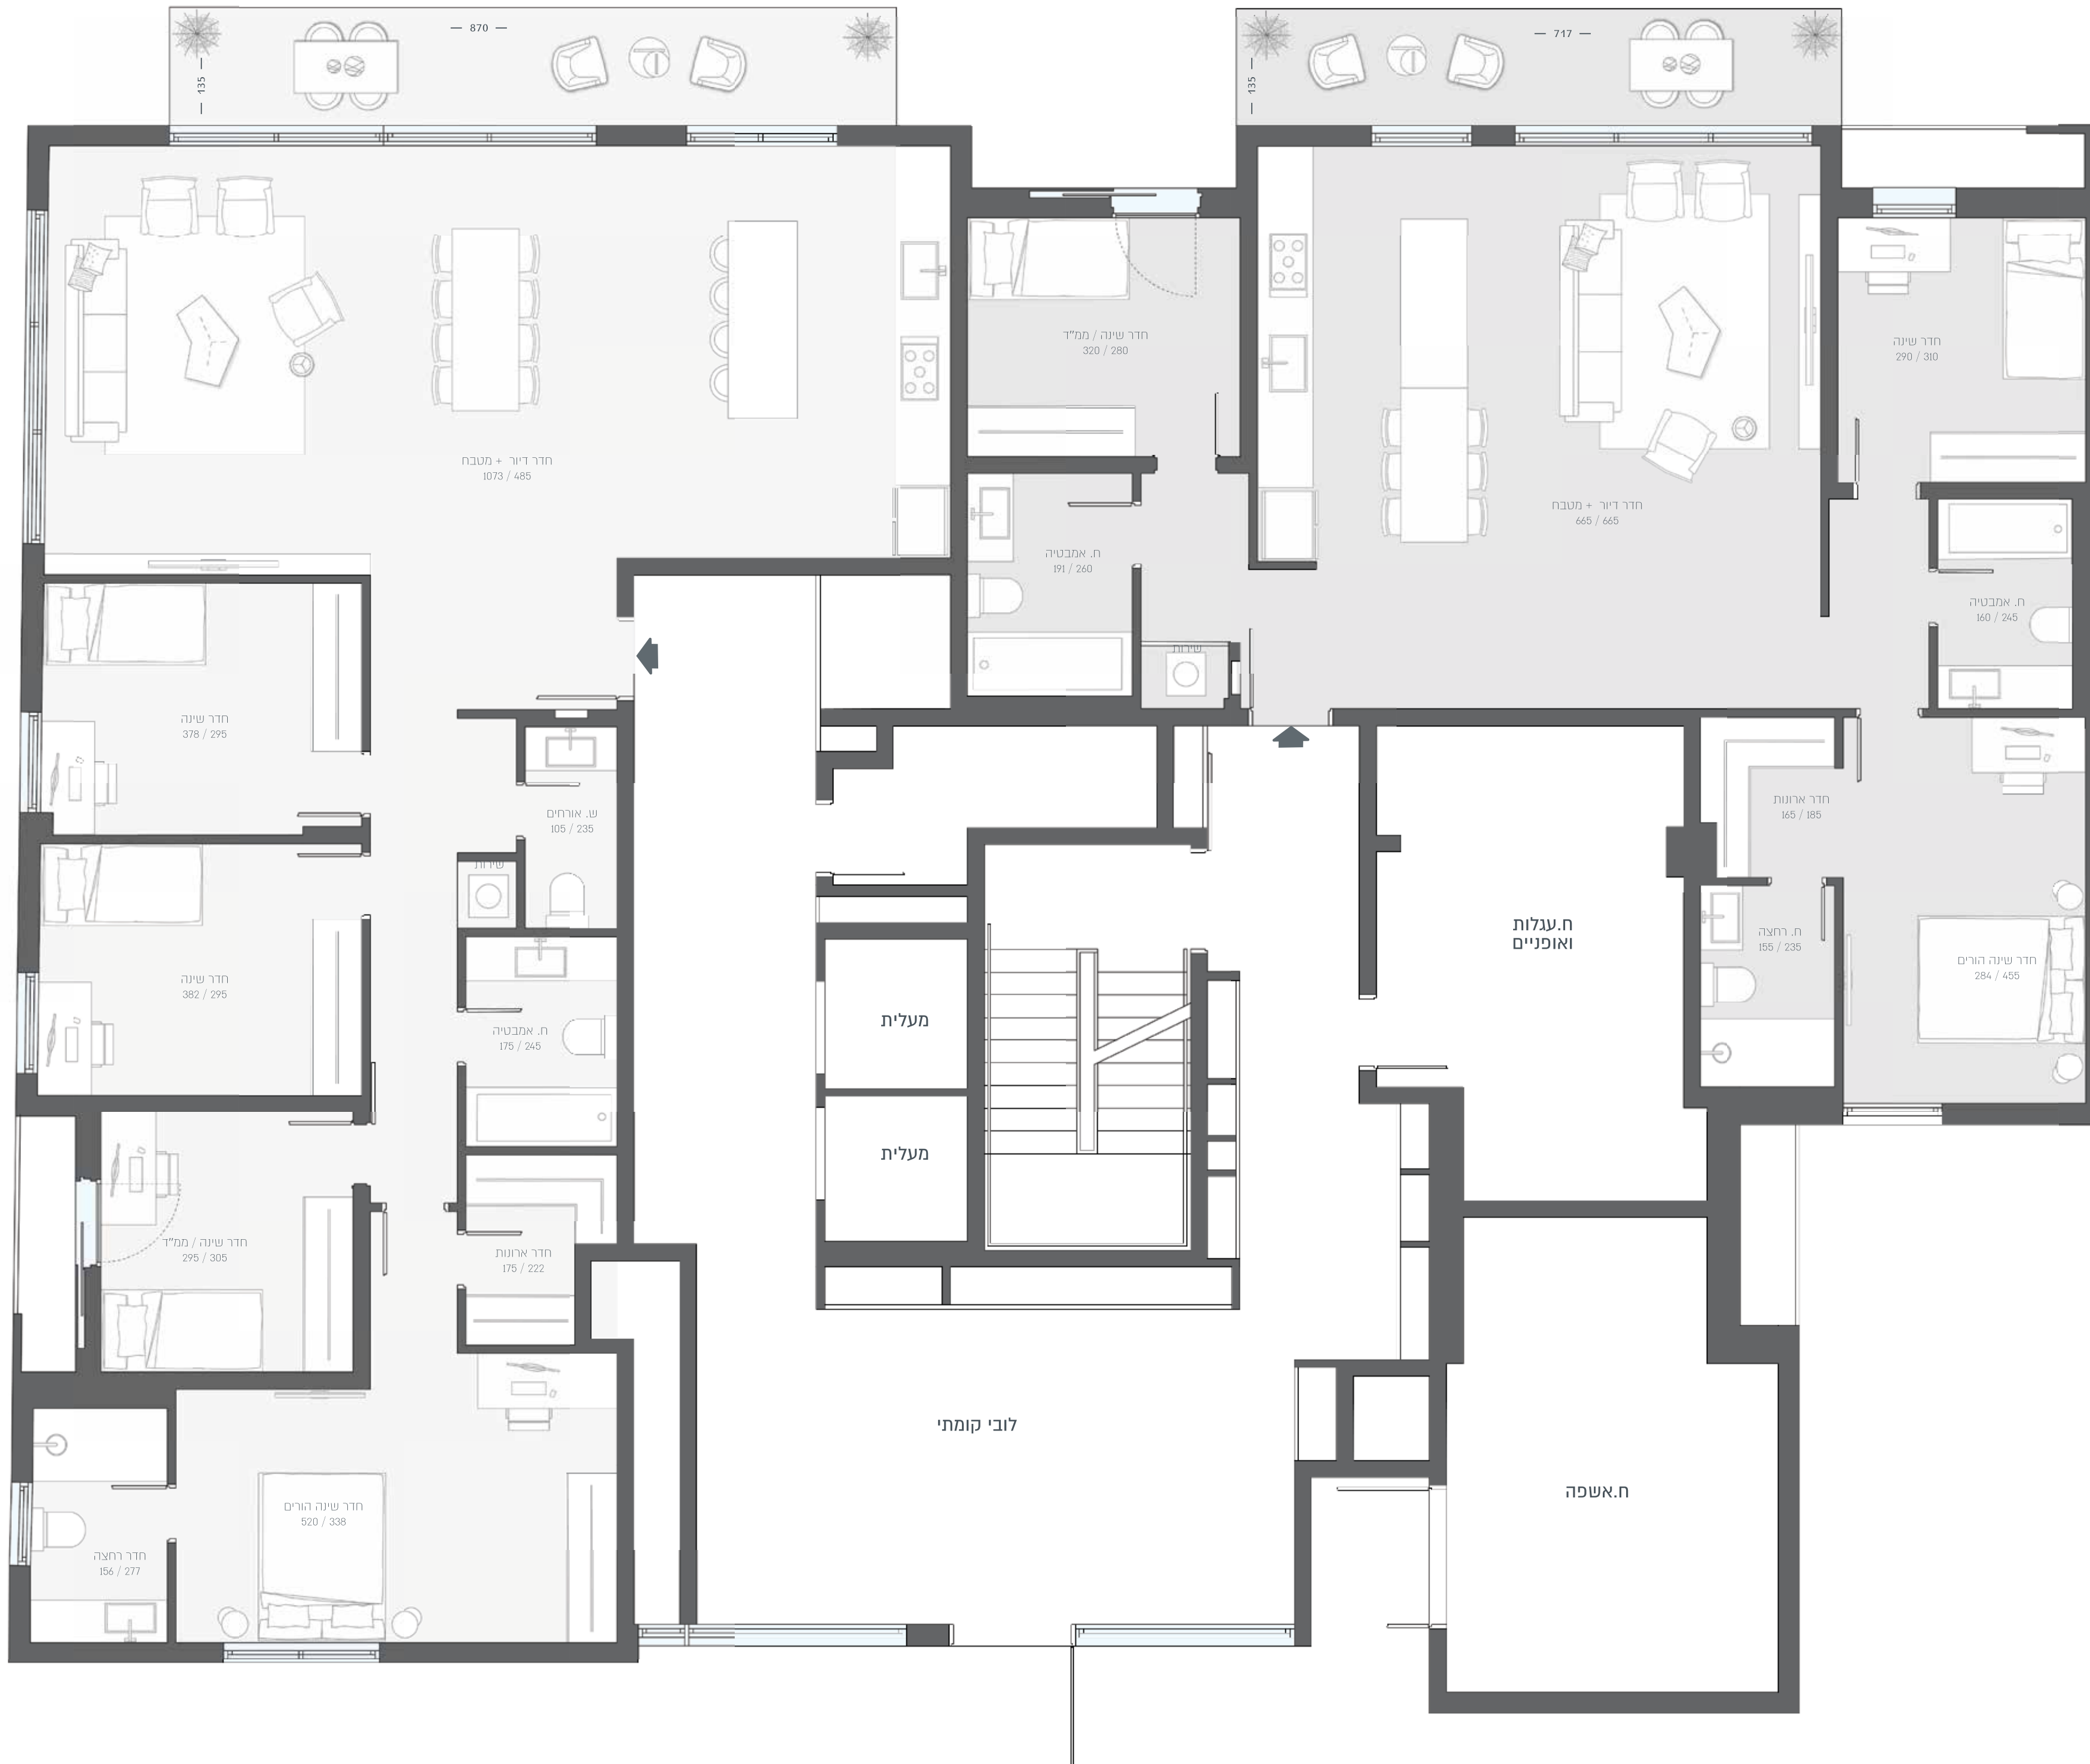 — 870 —
— 135 —
— 717 —
— 135 —
חדר דיור + מטבח
1073 / 485
חדר שינה / ממ״ד
320 / 280
חדר שינה
290 / 310
חדר דיור + מטבח
665 / 665
ח. אמבטיה
191 / 260
ח. אמבטיה
160 / 245
שירות
חדר שינה
378 / 295
ש. אורחים
105 / 235
חדר ארונות
165 / 185
שירות
ח.עגלות
ואופניים
ח. רחצה
155 / 235
חדר שינה הורים
284 / 455
חדר שינה
382 / 295
ח. אמבטיה
175 / 245
מעלית
מעלית
חדר שינה / ממ״ד
295 / 305
חדר ארונות
175 / 222
לובי קומתי
ח.אשפה
חדר שינה הורים
520 / 338
חדר רחצה
156 / 277